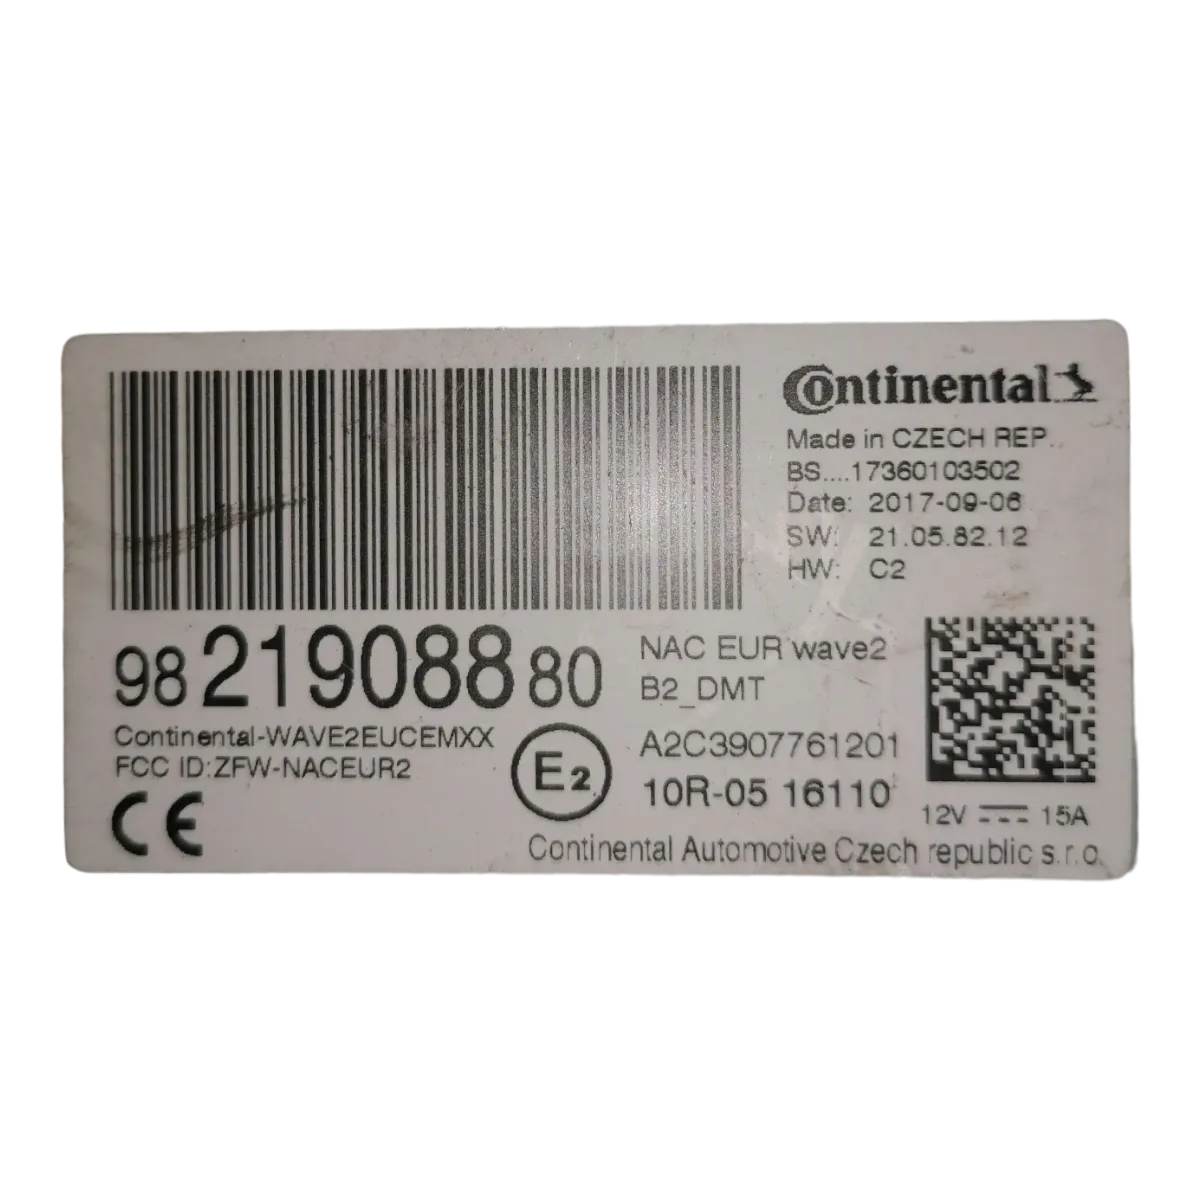 Continental
Made in CZECH REP.
BS....17360103502
Date: 2017-09-06
SW: 21.05.82.12
HW: C2
98 219088 80
NAC EUR wave2
B2_DMT
Continental-WAVE2EUCEMXX
FCC ID:ZFW-NACEUR2
CE
E2
A2C3907761201
10R-05 16110
12V 15A
Continental Automotive Czech republic s.r.o.